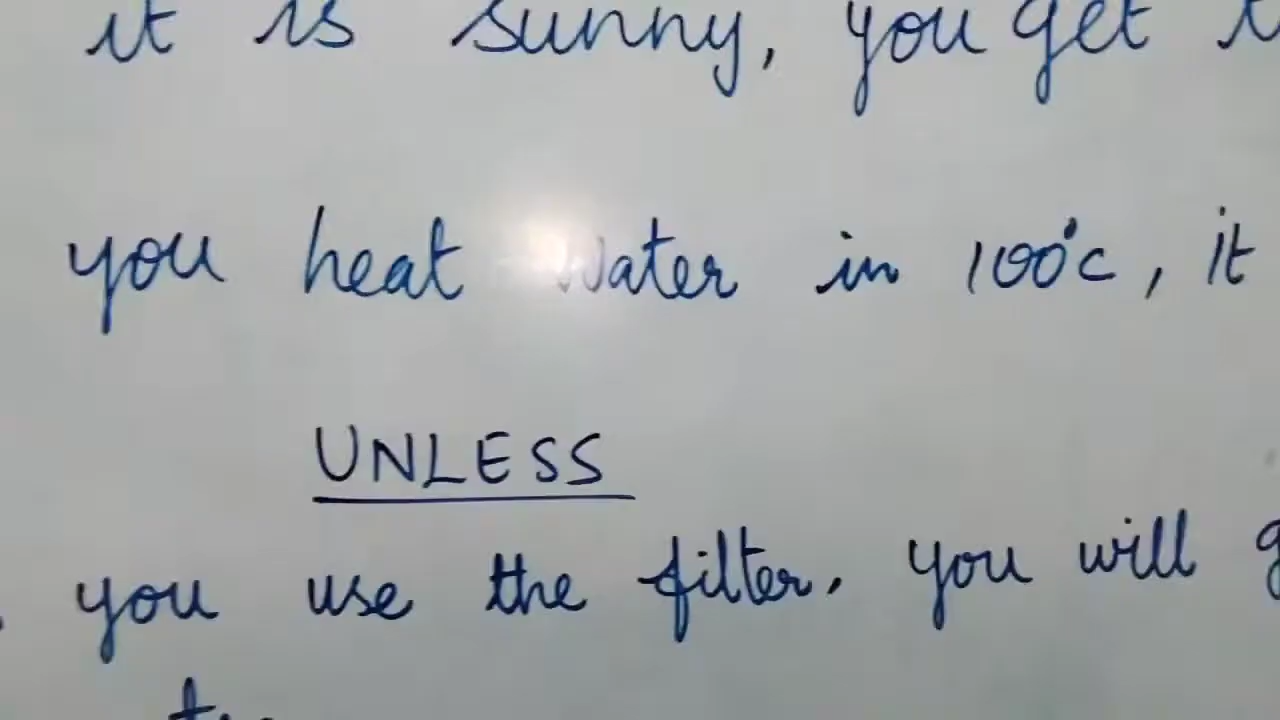 it is sunny, you get
you heat water in 100°c, it
UNLESS
you use the filter, you will